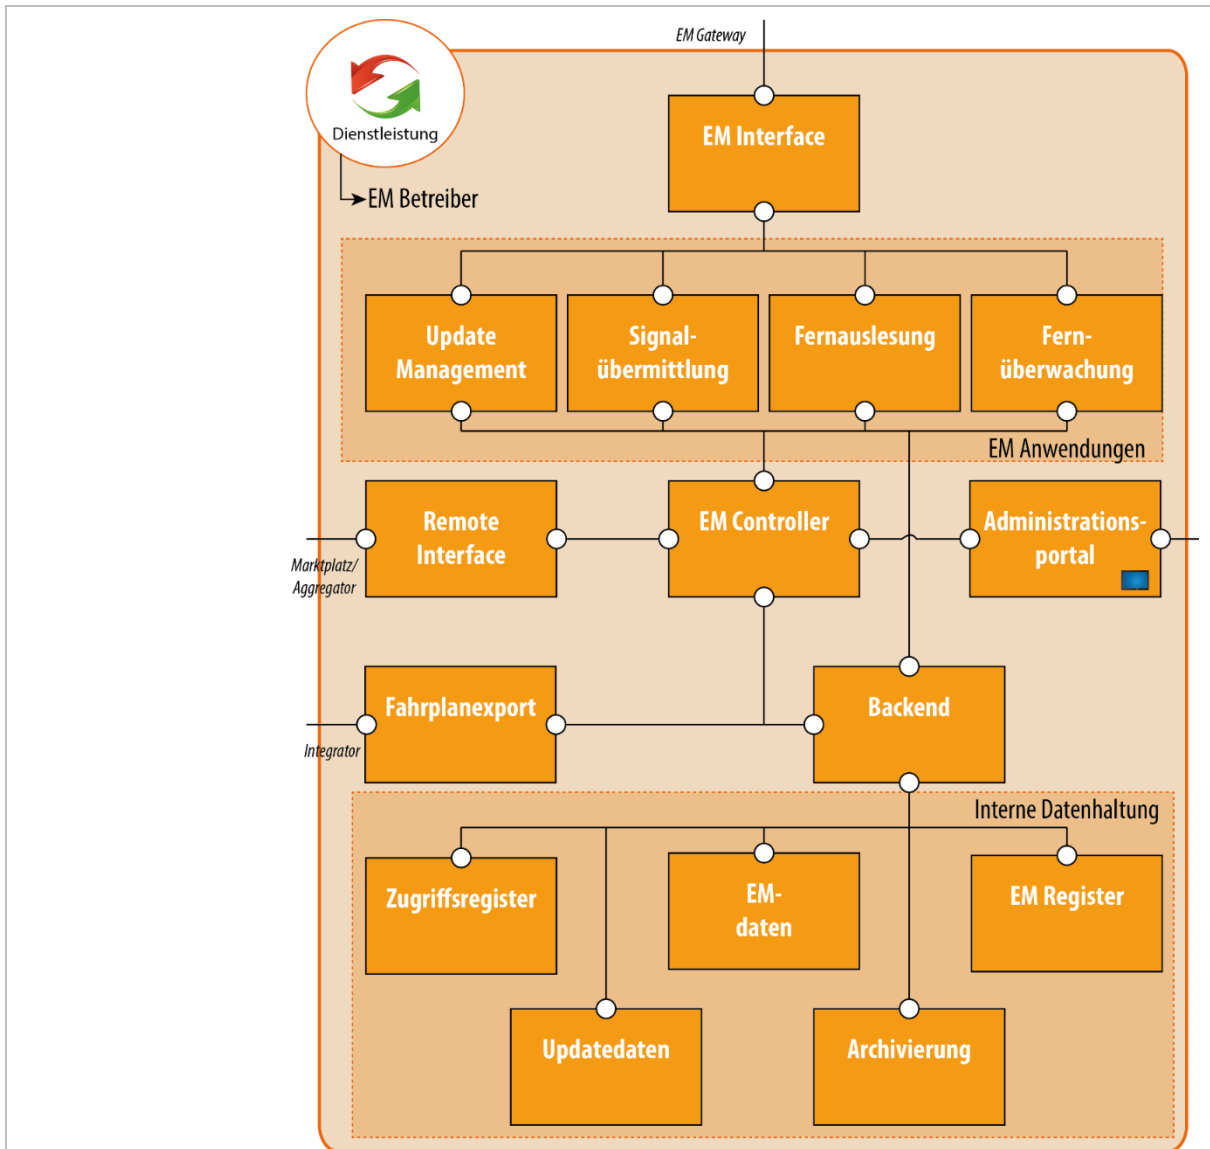 EM Gateway
Dienstleistung
EM Betreiber
EM Interface
Update
Management
Signal-
übermittlung
Fernauslesung
Fern-
überwachung
EM Anwendungen
Remote
Interface
EM Controller
Administrations-
portal
Marktplatz/
Aggregator
Fahrplanexport
Backend
Integrator
Interne Datenhaltung
Zugriffsregister
EM-
daten
EM Register
Updatedaten
Archivierung